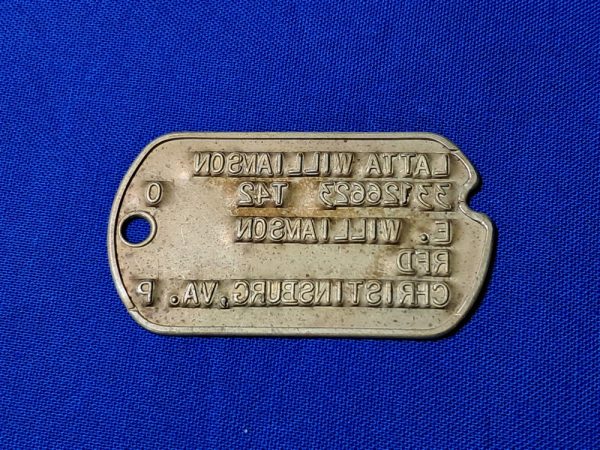 LATTA WILLIAMSON
33126623 T42 O
E. WILLIAMSON
RFD
CHRISTINSBURG,VA. P